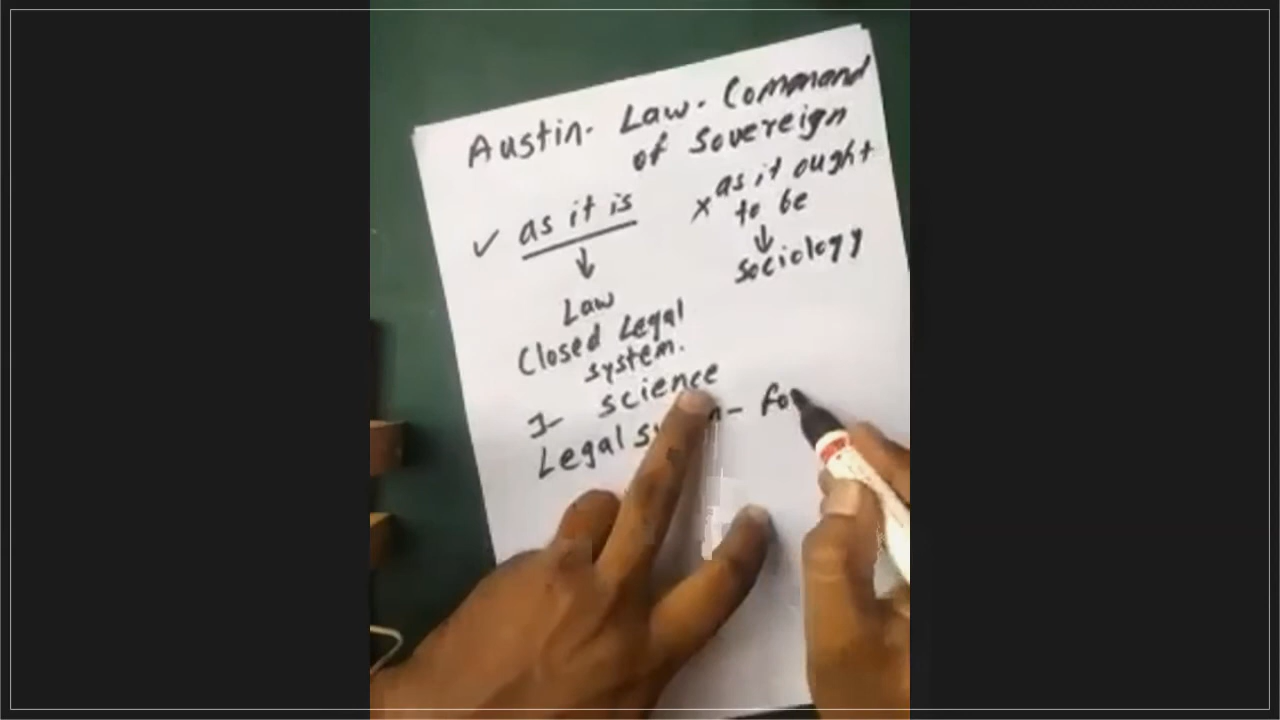 Austin- Law- Command
of Sovereign
✓ as it is
x as it ought
to be
↓
sociology
↓
Law
Closed Legal
system.
J- science
Legal